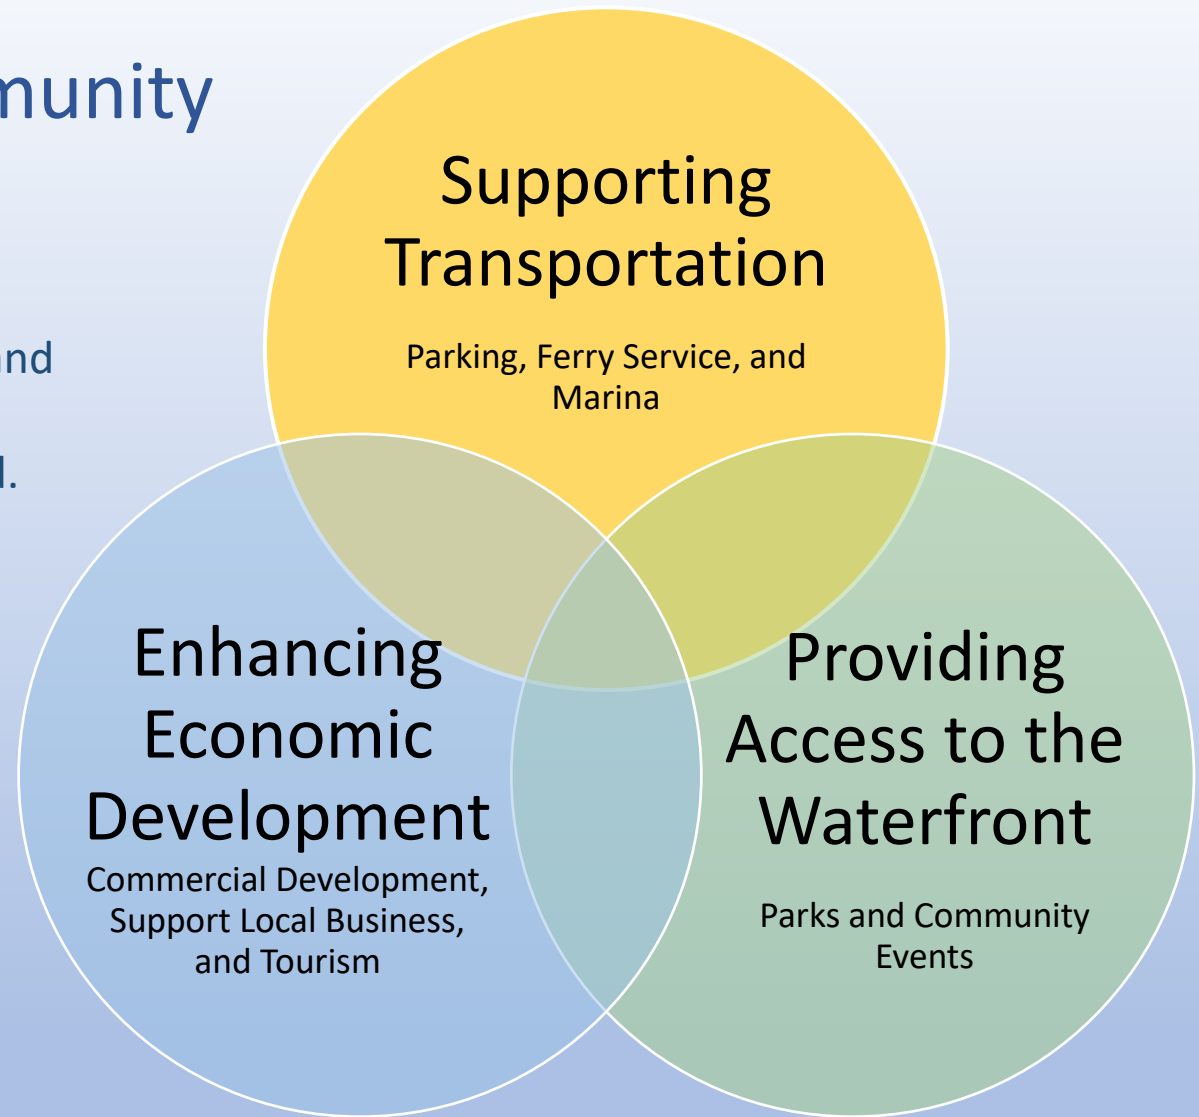 munity
and
Supporting
Transportation
Parking, Ferry Service, and
Marina
Enhancing
Economic
Development
Commercial Development,
Support Local Business,
and Tourism
Providing
Access to the
Waterfront
Parks and Community
Events